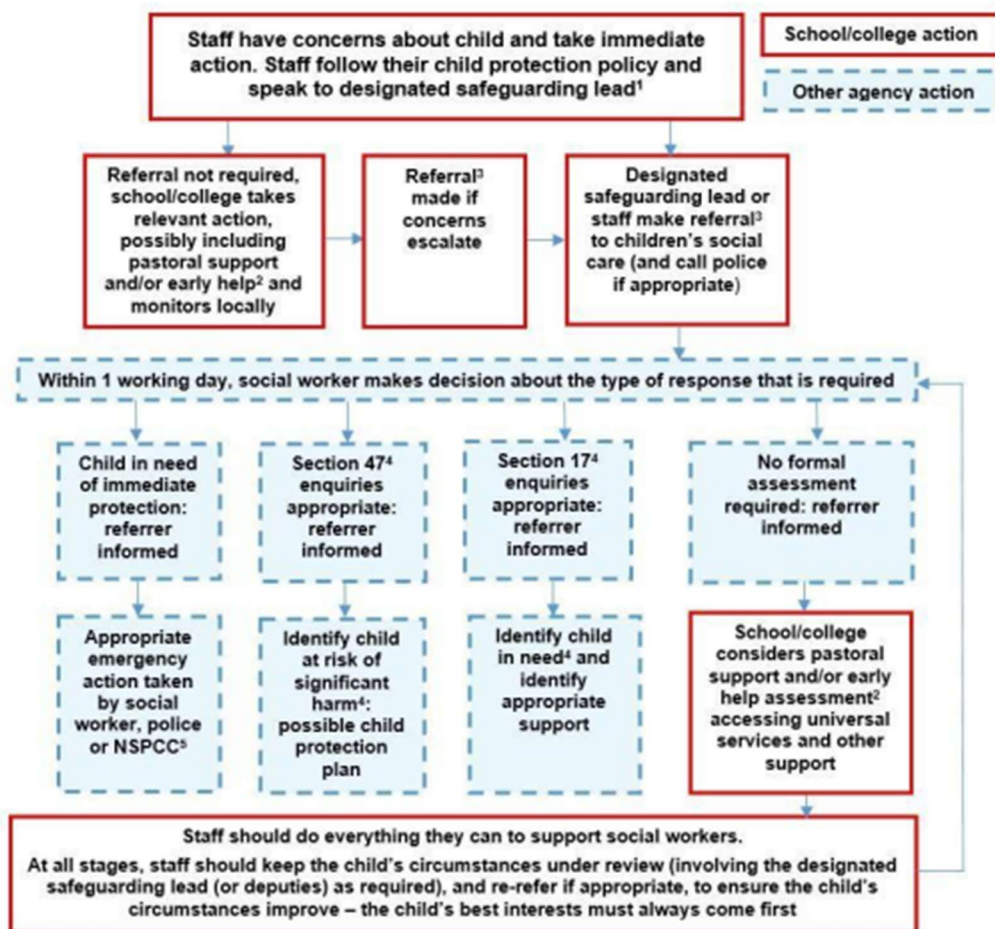 Staff have concerns about child and take immediate
action. Staff follow their child protection policy and
speak to designated safeguarding lead¹
School/college action
Other agency action
Referral not required,
school/college takes
relevant action,
possibly including
pastoral support
and/or early help² and
monitors locally
Referral³
made if
concerns
escalate
Designated
safeguarding lead or
staff make referral³
to children's social
care (and call police
if appropriate)
Within 1 working day, social worker makes decision about the type of response that is required
Child in need
of immediate
protection:
referrer
informed
Section 47⁴
enquiries
appropriate:
referrer
informed
Section 17⁴
enquiries
appropriate:
referrer
informed
No formal
assessment
required: referrer
informed
Appropriate
emergency
action taken
by social
worker, police
or NSPCC⁵
Identify child
at risk of
significant
harm⁴:
possible child
protection
plan
Identify child
in need⁴ and
identify
appropriate
support
School/college
considers pastoral
support and/or early
help assessment²
accessing universal
services and other
support
Staff should do everything they can to support social workers.
At all stages, staff should keep the child's circumstances under review (involving the designated
safeguarding lead (or deputies) as required), and re-refer if appropriate, to ensure the child's
circumstances improve – the child's best interests must always come first